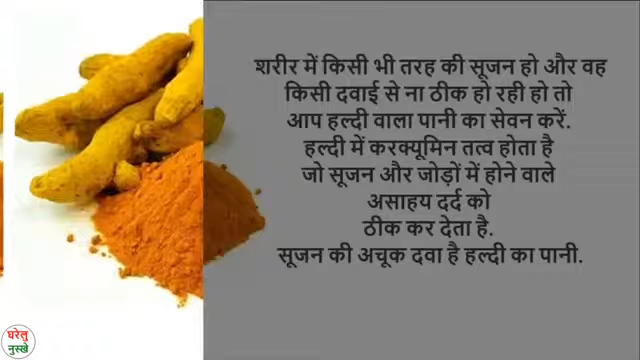 शरीर में किसी भी तरह की सूजन हो और वह
किसी दवाई से ना ठीक हो रही हो तो
आप हल्दी वाला पानी का सेवन करें.
हल्दी में करक्यूमिन तत्व होता है
जो सूजन और जोड़ों में होने वाले
असाहय दर्द को
ठीक कर देता है.
सूजन की अचूक दवा है हल्दी का पानी.
घरेलु
नुस्खे